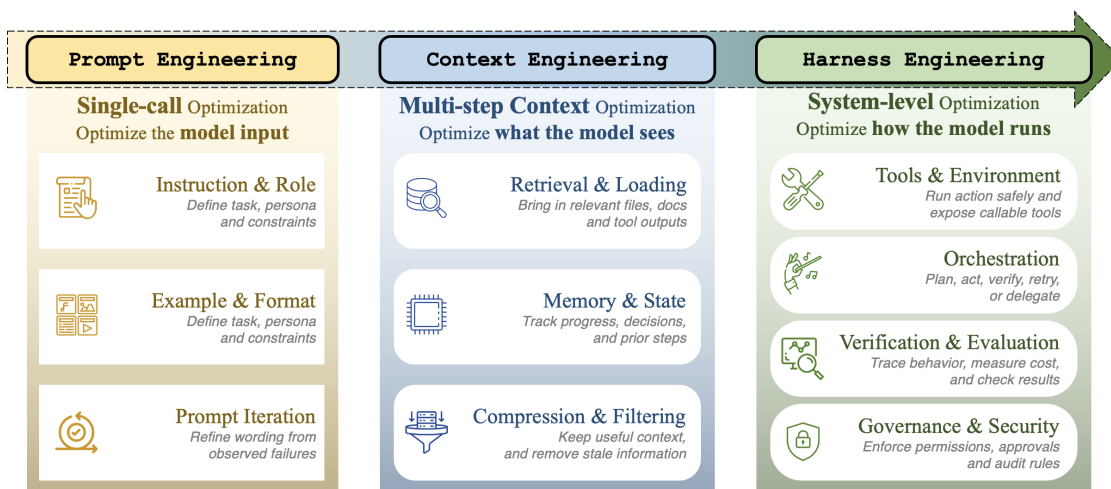 Prompt Engineering
Single-call Optimization
Optimize the model input
Instruction & Role
Define task, persona
and constraints
Example & Format
Define task, persona
and constraints
Prompt Iteration
Refine wording from
observed failures
Context Engineering
Multi-step Context Optimization
Optimize what the model sees
Retrieval & Loading
Bring in relevant files, docs
and tool outputs
Memory & State
Track progress, decisions,
and prior steps
Compression & Filtering
Keep useful context,
and remove stale information
Harness Engineering
System-level Optimization
Optimize how the model runs
Tools & Environment
Run action safely and
expose callable tools
Orchestration
Plan, act, verify, retry,
or delegate
Verification & Evaluation
Trace behavior, measure cost,
and check results
Governance & Security
Enforce permissions, approvals
and audit rules